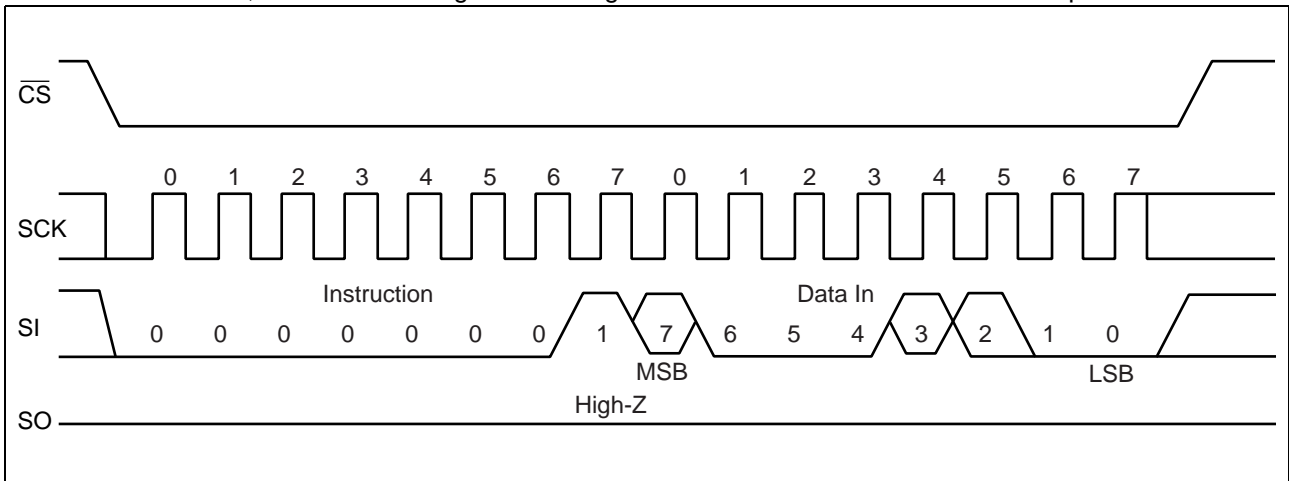 CS
0 1 2 3 4 5 6 7 0 1 2 3 4 5 6 7
SCK
Instruction Data In
SI 0 0 0 0 0 0 0 1 7 6 5 4 3 2 1 0
MSB LSB
High-Z
SO